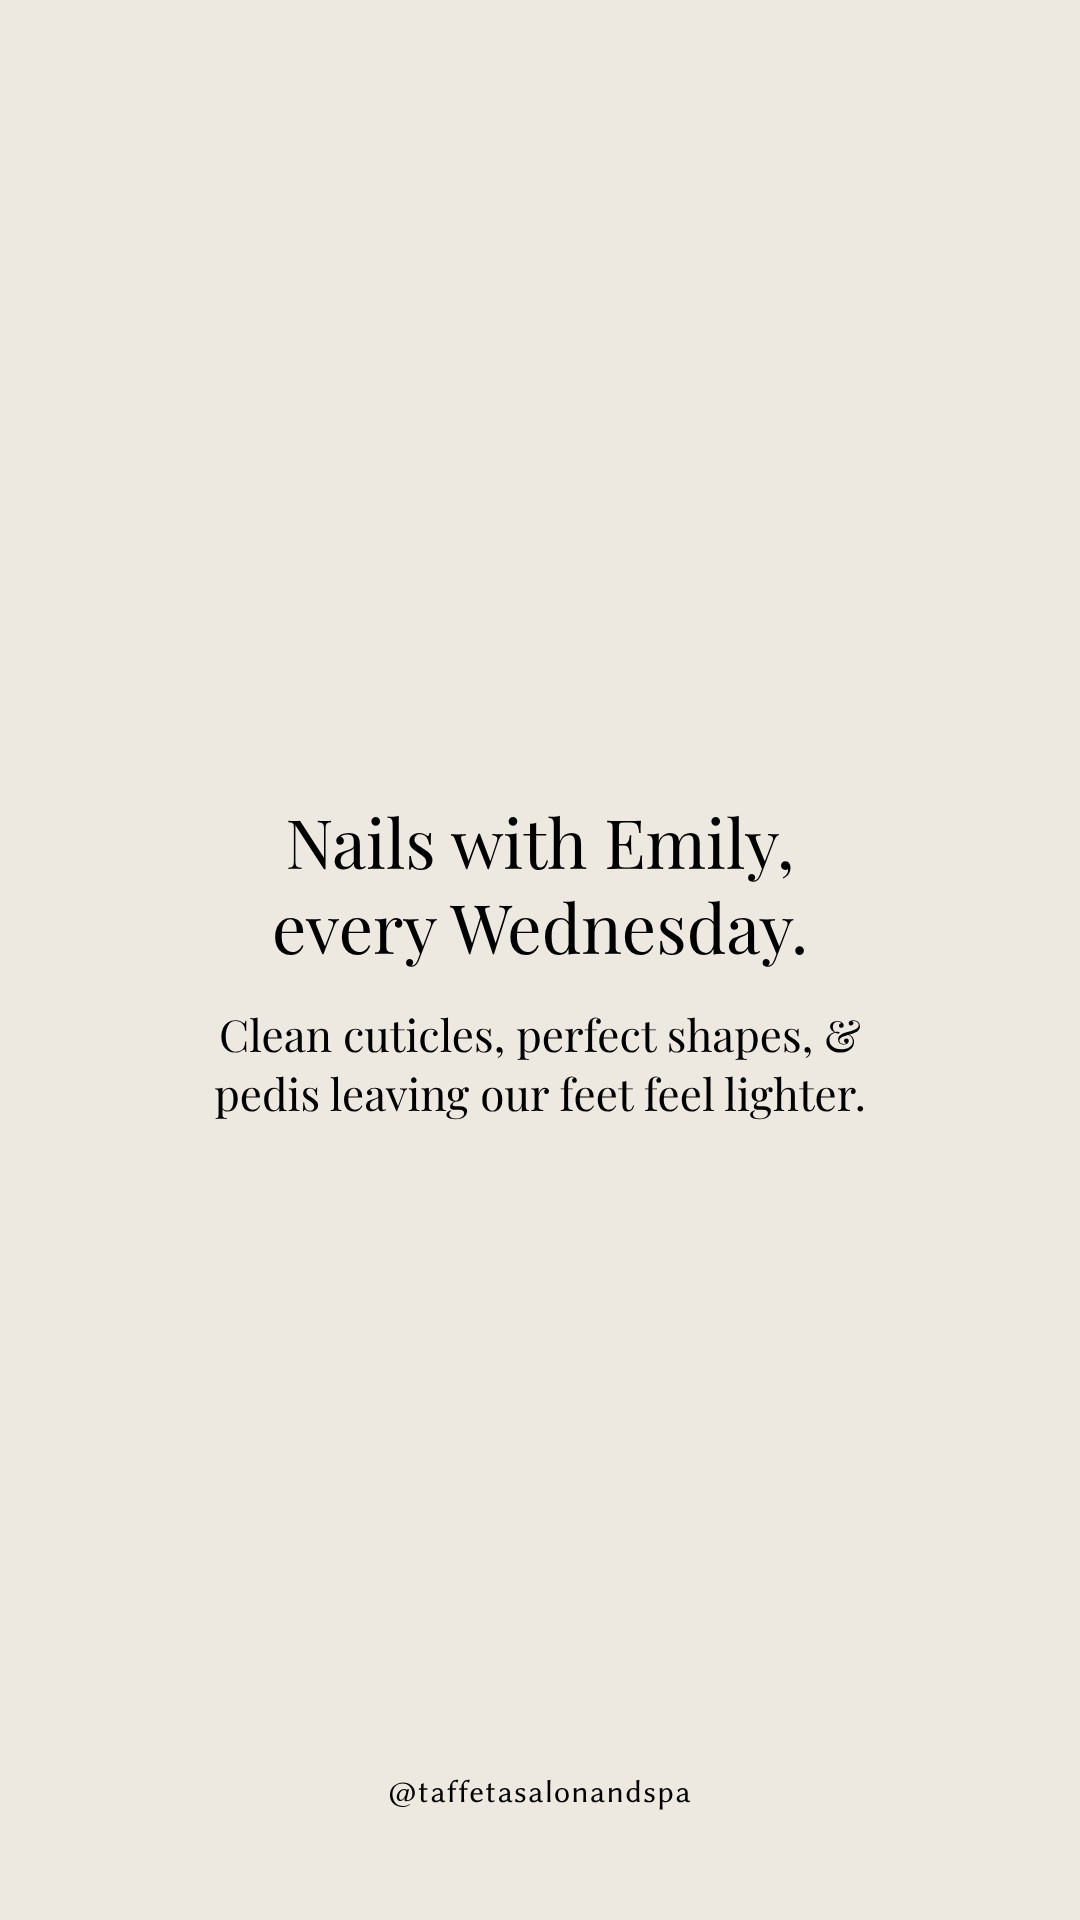 Nails with Emily,
every Wednesday.
Clean cuticles, perfect shapes, &
pedis leaving our feet feel lighter.
@taffetasalonandspa